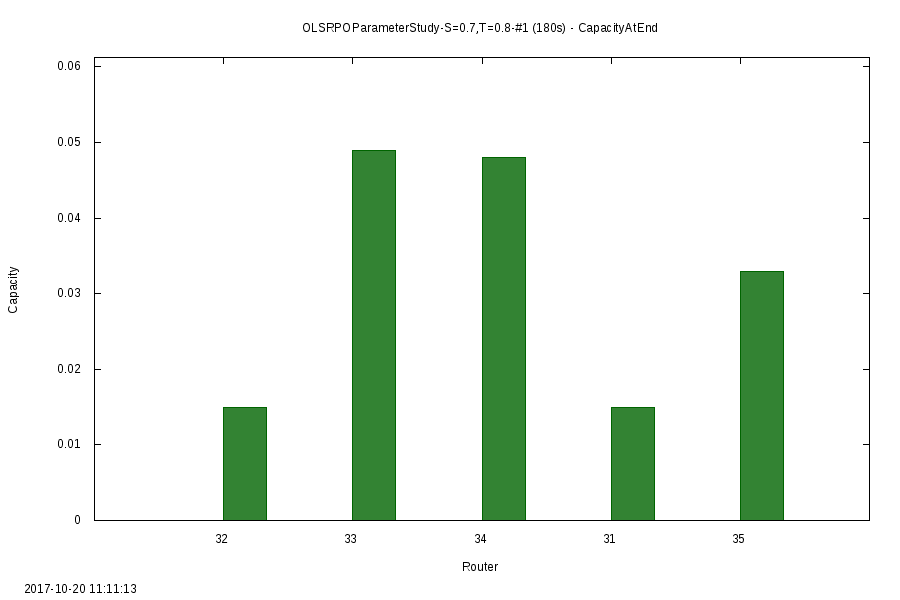 OLSRPOParameterStudy-S=0.7,T=0.8-#1 (180s) - CapacityAtEnd
0.06
0.05
0.04
0.03
0.02
0.01
0
Capacity
32 33 34 31 35
Router
2017-10-20 11:11:13